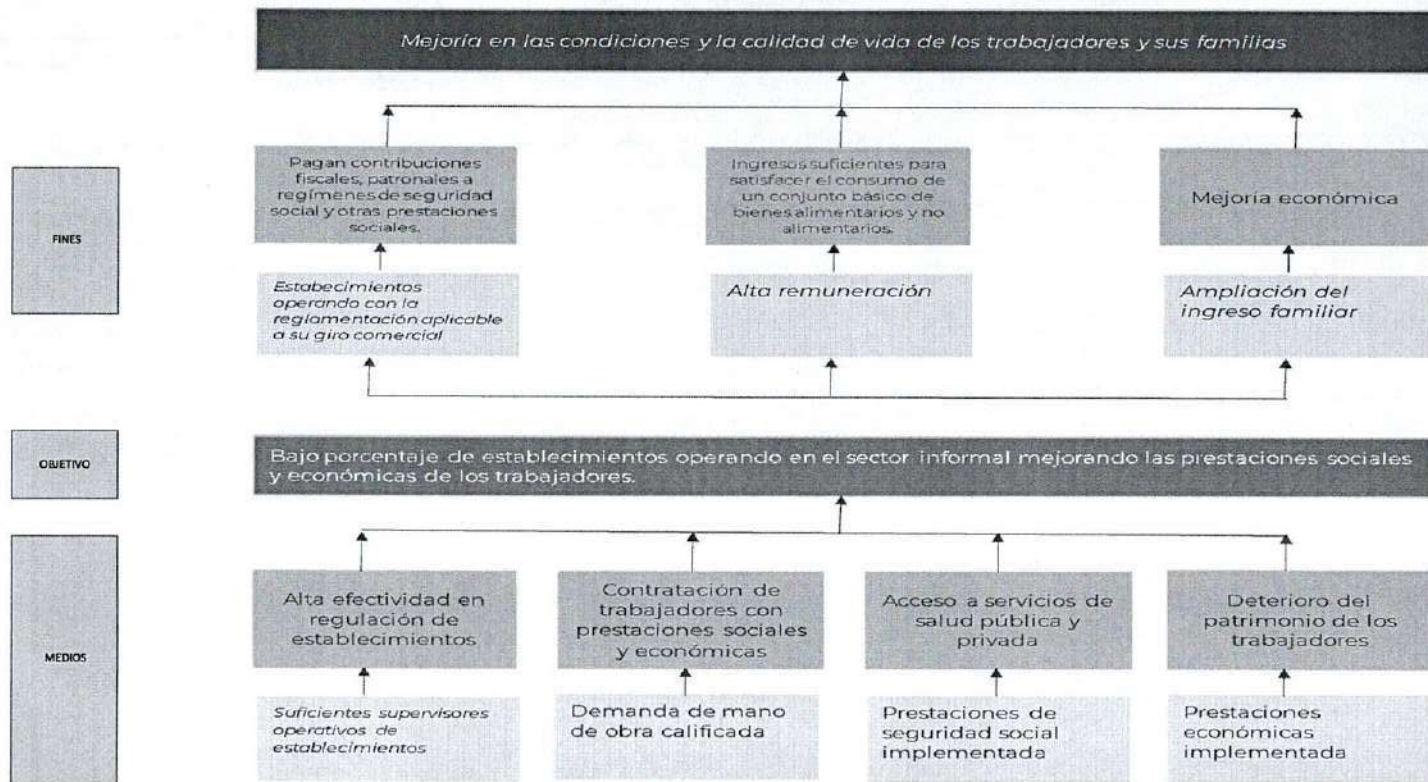 Mejoría en las condiciones y la calidad de vida de los trabajadores y sus familias
FINES
Pagan contribuciones
fiscales, patronales a
regímenes de seguridad
social y otras prestaciones
sociales.
Ingresos suficientes para
satisfacer el consumo de
un conjunto básico de
bienes alimentarios y no
alimentarios.
Mejoría económica
Estabecimientos
operando con la
reglamentación aplicable
a su giro comercial
Alta remuneración
Ampliación del
ingreso familiar
OBJETIVO
Bajo porcentaje de establecimientos operando en el sector informal mejorando las prestaciones sociales
y económicas de los trabajadores.
MEDIOS
Alta efectividad en
regulación de
establecimientos
Contratación de
trabajadores con
prestaciones sociales
y económicas
Acceso a servicios de
salud pública y
privada
Deterioro del
patrimonio de los
trabajadores
Suficientes supervisores
operativos de
establecimientos
Demanda de mano
de obra calificada
Prestaciones de
seguridad social
implementada
Prestaciones
económicas
implementada